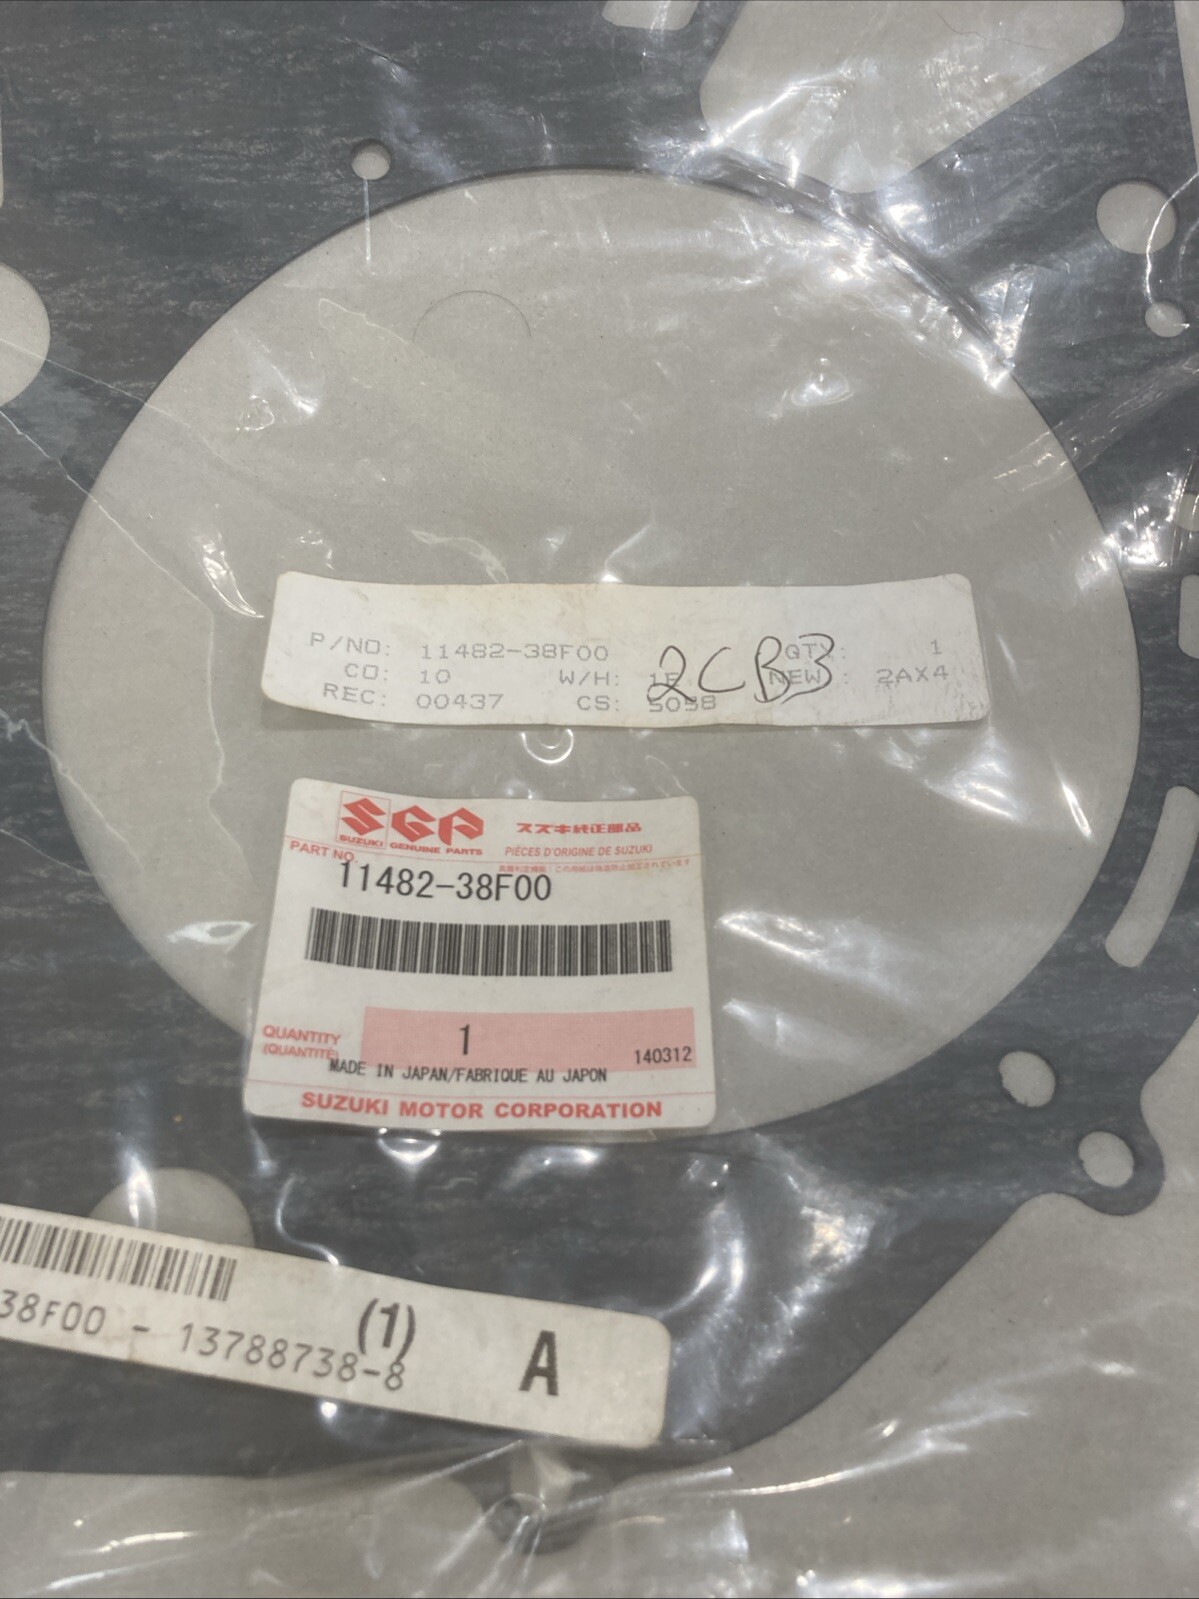 P/NO: 11482-38F00 QTY: 1
CO: 10 W/H: 1E NEW: 2AX4
REC: 00437 CS: 5058
2CB3
SGP
SUZUKI GENUINE PARTS
スズキ純正部品
PIÈCES D'ORIGINE DE SUZUKI
PART NO.
11482-38F00
QUANTITY
(QUANTITÉ)
1
140312
MADE IN JAPAN/FABRIQUE AU JAPON
SUZUKI MOTOR CORPORATION
38F00 - 13788738-8
(1)
A